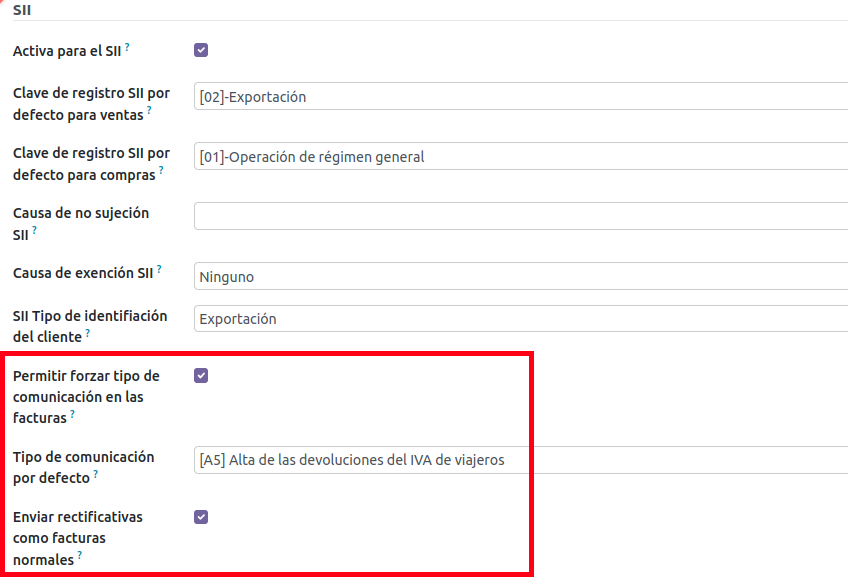 SII
Activa para el SII ?
Clave de registro SII por
defecto para ventas ?
[02]-Exportación
Clave de registro SII por
defecto para compras ?
[01]-Operación de régimen general
Causa de no sujeción
SII ?
Causa de exención SII ?
Ninguno
SII Tipo de identifiación
del cliente ?
Exportación
Permitir forzar tipo de
comunicación en las
facturas ?
Tipo de comunicación
por defecto ?
[A5] Alta de las devoluciones del IVA de viajeros
Enviar rectificativas
como facturas
normales ?